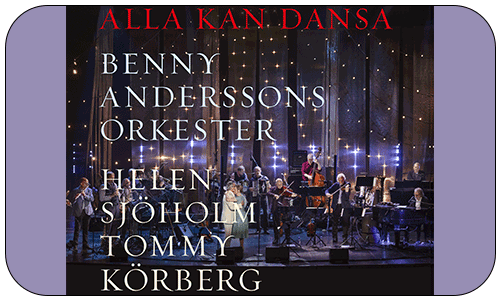 ALLA KAN DANSA
BENNY
ANDERSSONS
ORKESTER
HELEN
SJÖHOLM
TOMMY
KÖRBERG